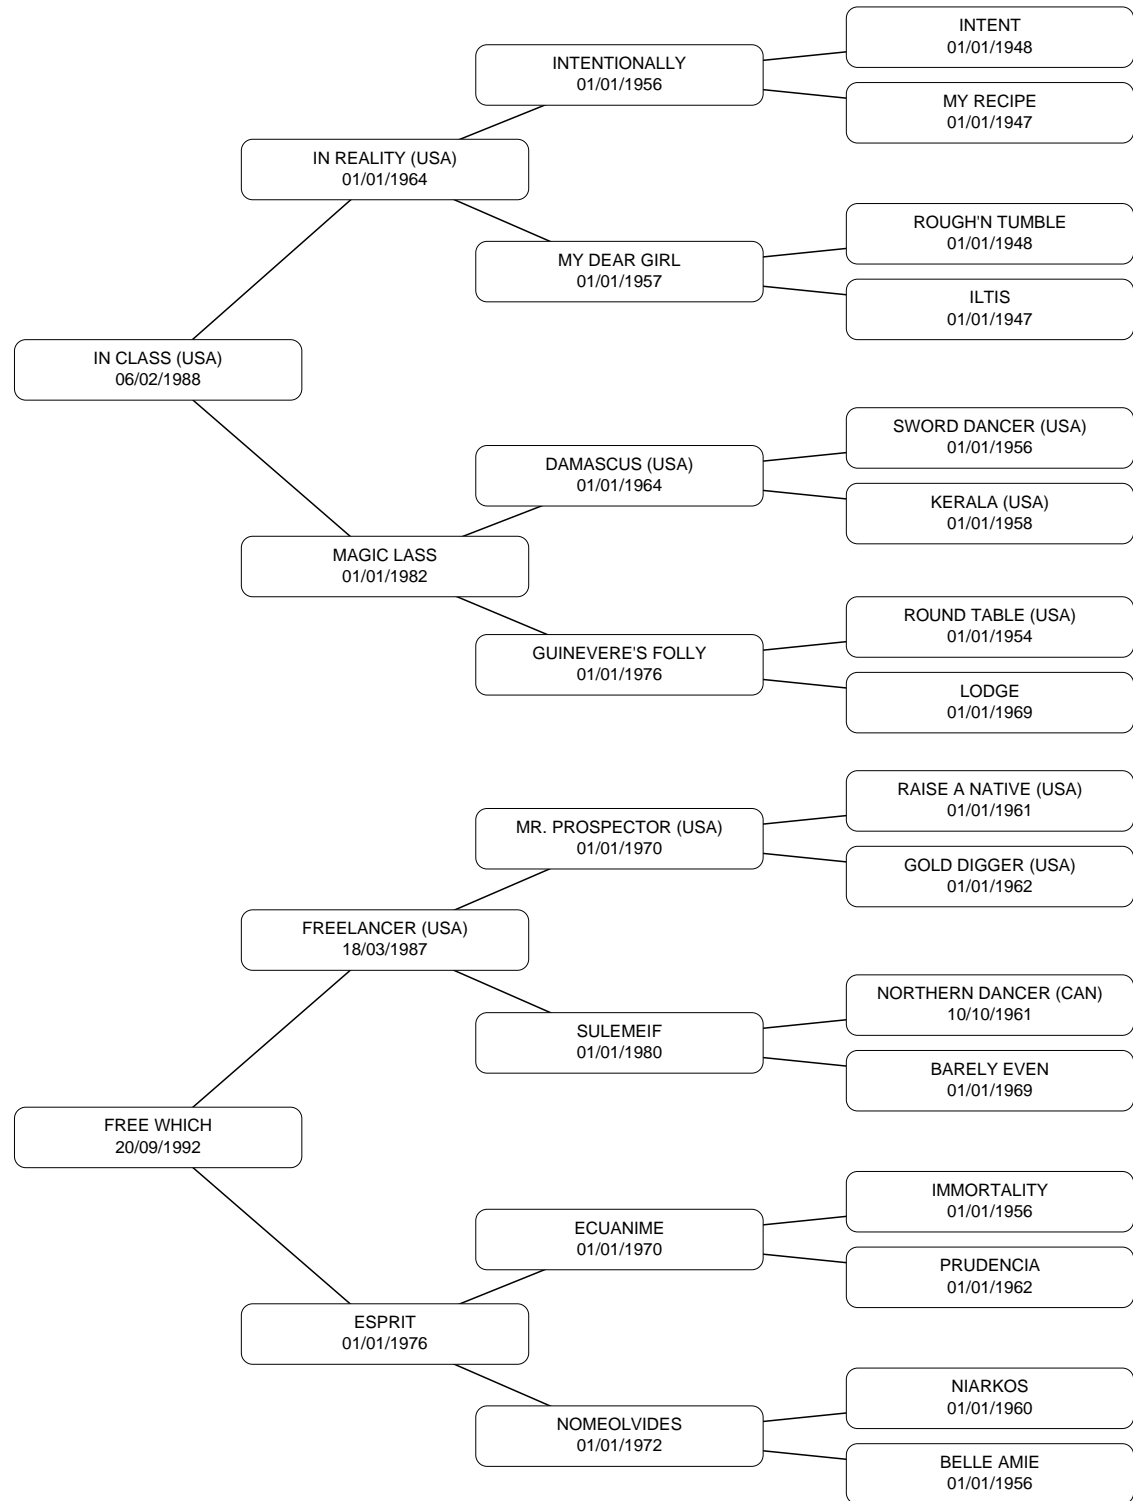 INTENT
01/01/1948
INTENTIONALLY
01/01/1956
MY RECIPE
01/01/1947
IN REALITY (USA)
01/01/1964
ROUGH'N TUMBLE
01/01/1948
MY DEAR GIRL
01/01/1957
ILTIS
01/01/1947
IN CLASS (USA)
06/02/1988
SWORD DANCER (USA)
01/01/1956
DAMASCUS (USA)
01/01/1964
KERALA (USA)
01/01/1958
MAGIC LASS
01/01/1982
ROUND TABLE (USA)
01/01/1954
GUINEVERE'S FOLLY
01/01/1976
LODGE
01/01/1969
RAISE A NATIVE (USA)
01/01/1961
MR. PROSPECTOR (USA)
01/01/1970
GOLD DIGGER (USA)
01/01/1962
FREELANCER (USA)
18/03/1987
NORTHERN DANCER (CAN)
10/10/1961
SULEMEIF
01/01/1980
BARELY EVEN
01/01/1969
FREE WHICH
20/09/1992
IMMORTALITY
01/01/1956
ECUANIME
01/01/1970
PRUDENCIA
01/01/1962
ESPRIT
01/01/1976
NIARKOS
01/01/1960
NOMEOLVIDES
01/01/1972
BELLE AMIE
01/01/1956